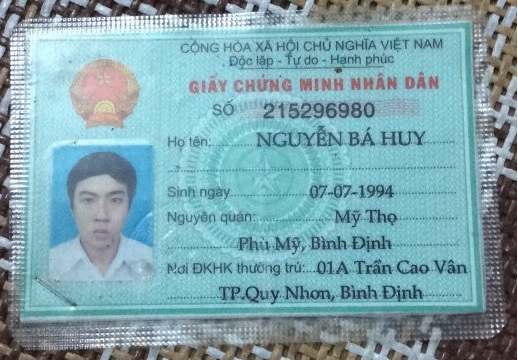 CỘNG HÒA XÃ HỘI CHỦ NGHĨA VIỆT NAM
Độc lập - Tự do - Hạnh phúc
GIẤY CHỨNG MINH NHÂN DÂN
SỐ 215296980
Họ tên: NGUYỄN BÁ HUY
Sinh ngày 07-07-1994
Nguyên quán: Mỹ Thọ
Phù Mỹ, Bình Định
Nơi ĐKHK thường trú: 01A Trần Cao Vân
TP.Quy Nhơn, Bình Định